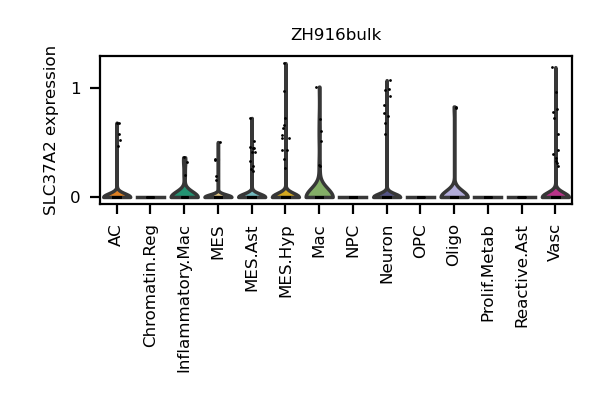 ZH916bulk
SLC37A2 expression
1
0
AC
Chromatin.Reg
Inflammatory.Mac
MES
MES.Ast
MES.Hyp
Mac
NPC
Neuron
OPC
Oligo
Prolif.Metab
Reactive.Ast
Vasc